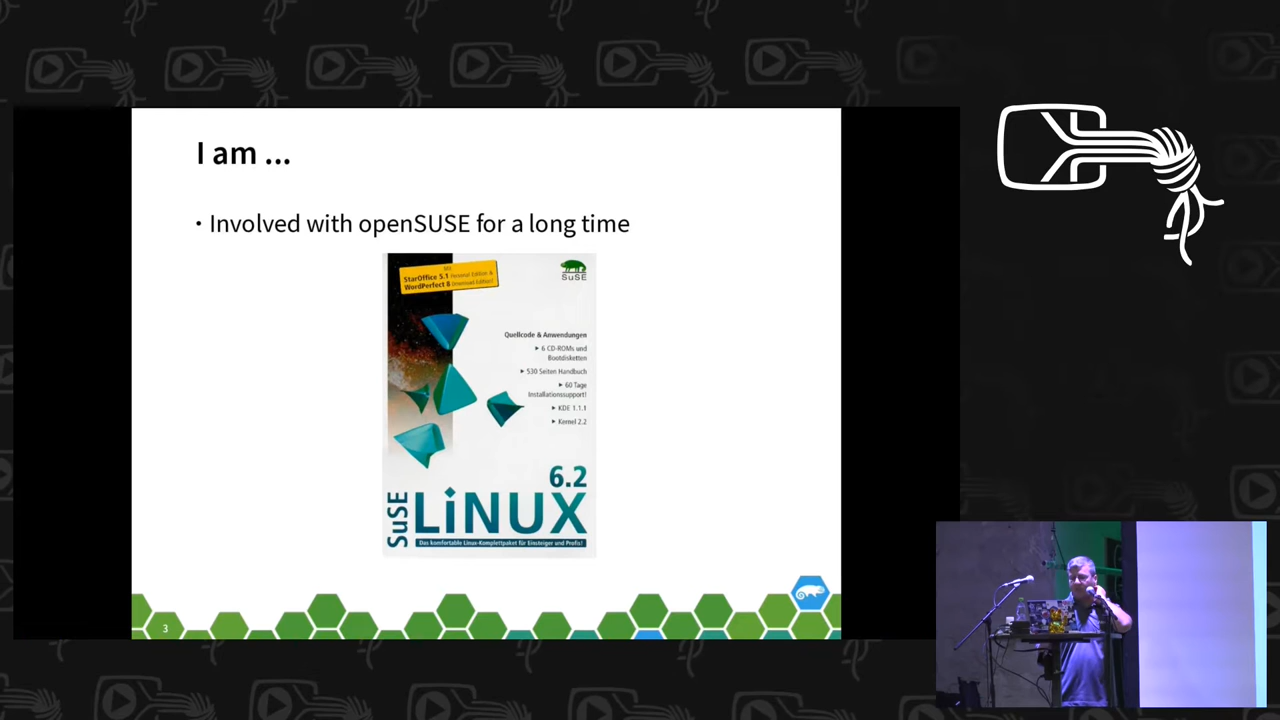 I am ...
• Involved with openSUSE for a long time
Mit
StarOffice 5.1 Personal Edition &
WordPerfect 8 Download Edition!
SuSE
Quellcode & Anwendungen
6 CD-ROMs und
Bootdisketten
530 Seiten Handbuch
60 Tage
Installationssupport!
KDE 1.1.1
Kernel 2.2
6.2
SuSE LiNUX
Das komfortable Linux-Komplettpaket für Einsteiger und Profis!
3